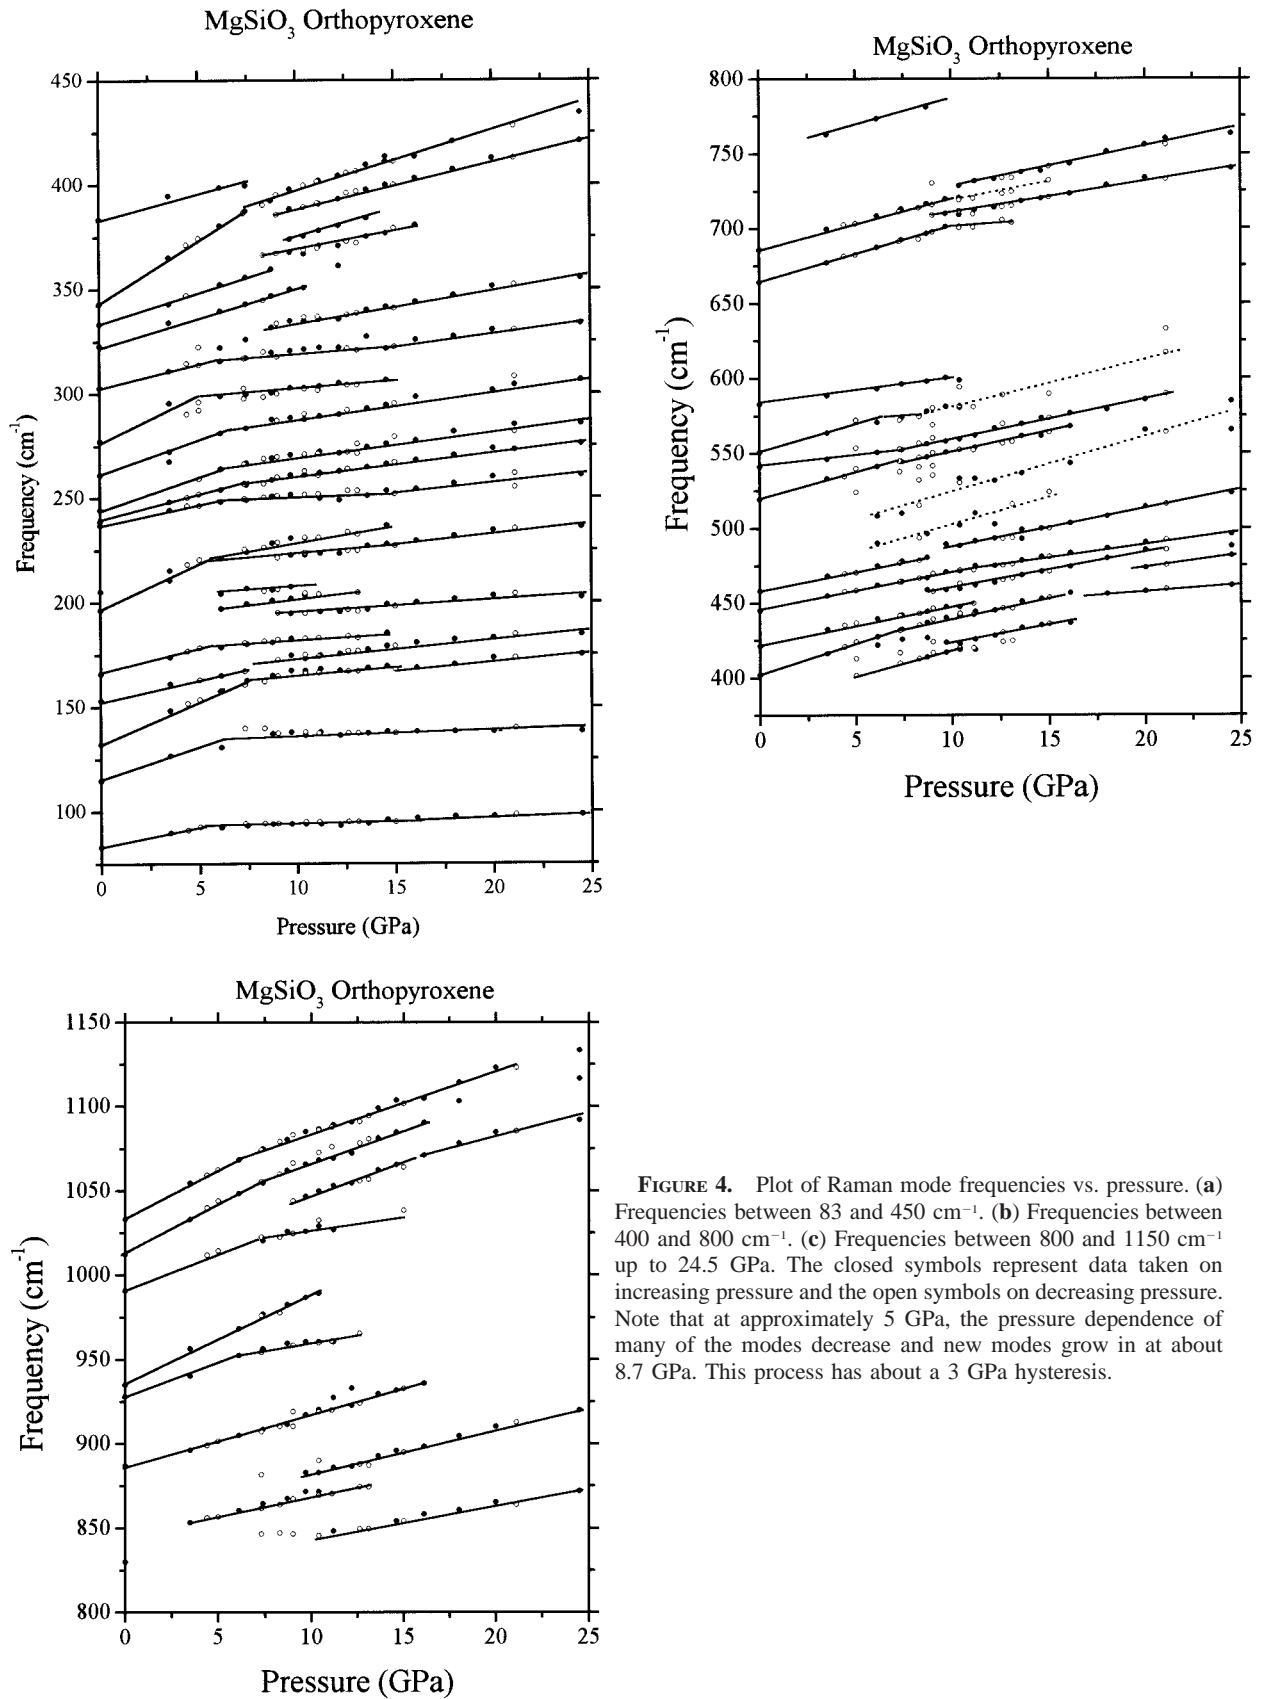 MgSiO₃ Orthopyroxene
450
400
350
300
250
200
150
100
0 5 10 15 20 25
Frequency (cm⁻¹)
Pressure (GPa)
MgSiO₃ Orthopyroxene
800
750
700
650
600
550
500
450
400
0 5 10 15 20 25
Frequency (cm⁻¹)
Pressure (GPa)
MgSiO₃ Orthopyroxene
1150
1100
1050
1000
950
900
850
800
0 5 10 15 20 25
Frequency (cm⁻¹)
Pressure (GPa)
FIGURE 4. Plot of Raman mode frequencies vs. pressure. (a)
Frequencies between 83 and 450 cm⁻¹. (b) Frequencies between
400 and 800 cm⁻¹. (c) Frequencies between 800 and 1150 cm⁻¹
up to 24.5 GPa. The closed symbols represent data taken on
increasing pressure and the open symbols on decreasing pressure.
Note that at approximately 5 GPa, the pressure dependence of
many of the modes decrease and new modes grow in at about
8.7 GPa. This process has about a 3 GPa hysteresis.